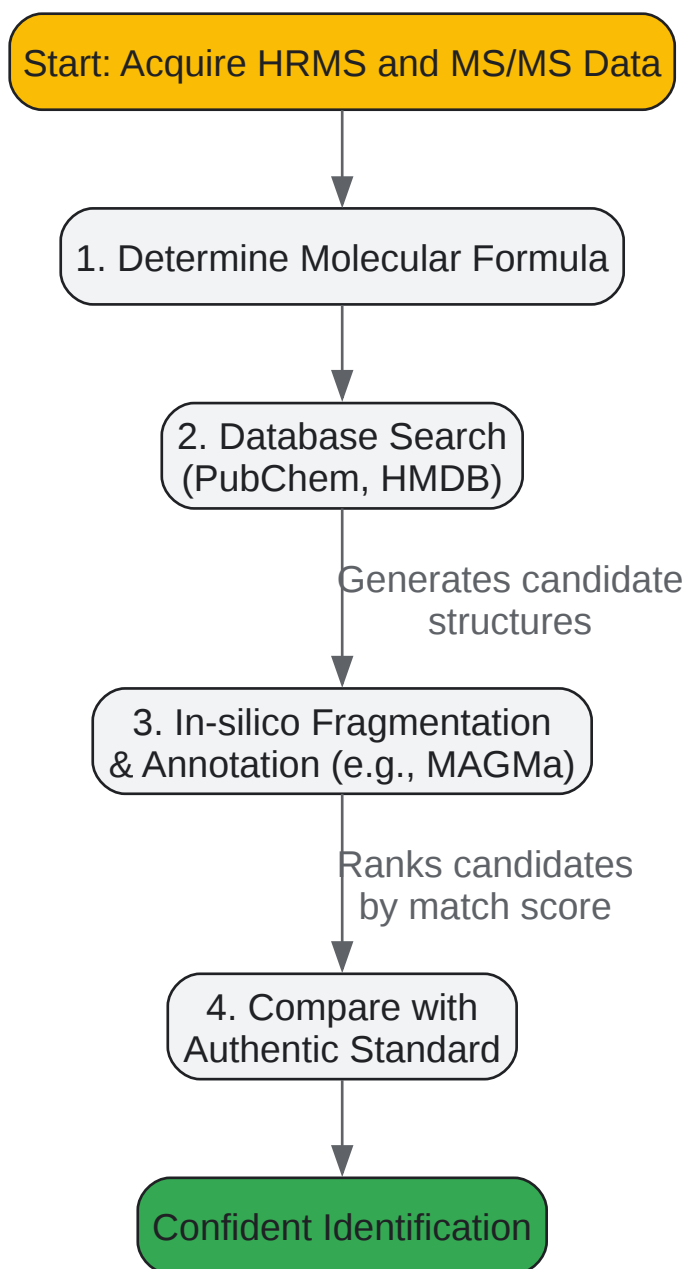 Start: Acquire HRMS and MS/MS Data
1. Determine Molecular Formula
2. Database Search
(PubChem, HMDB)
Generates candidate
structures
3. In-silico Fragmentation
& Annotation (e.g., MAGMa)
Ranks candidates
by match score
4. Compare with
Authentic Standard
Confident Identification